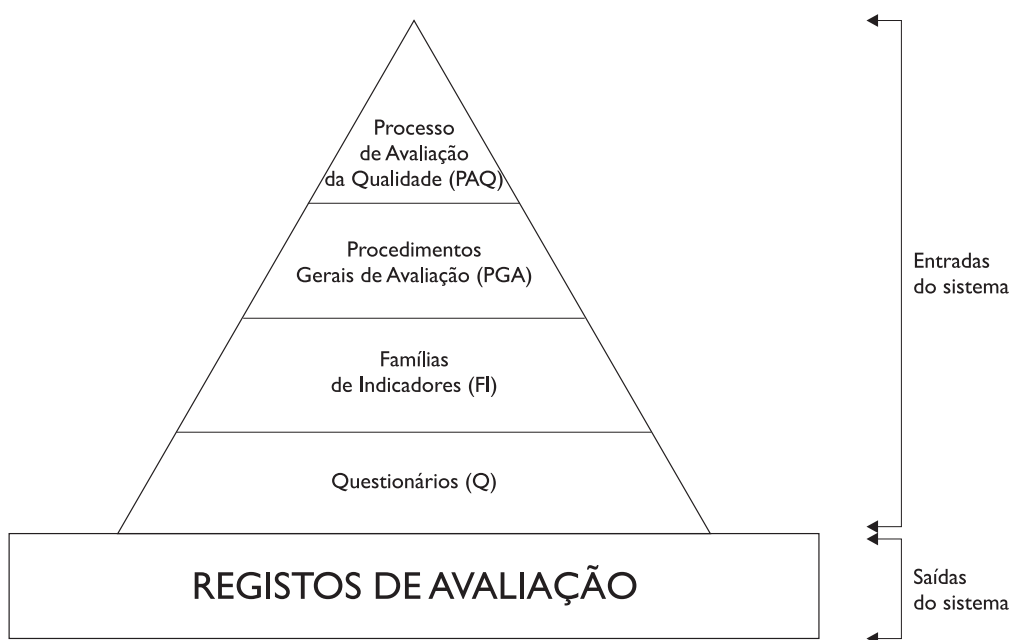 Processo
de Avaliação
da Qualidade (PAQ)
Procedimentos
Gerais de Avaliação (PGA)
Famílias
de Indicadores (FI)
Questionários (Q)
REGISTOS DE AVALIAÇÃO
Entradas
do sistema
Saídas
do sistema